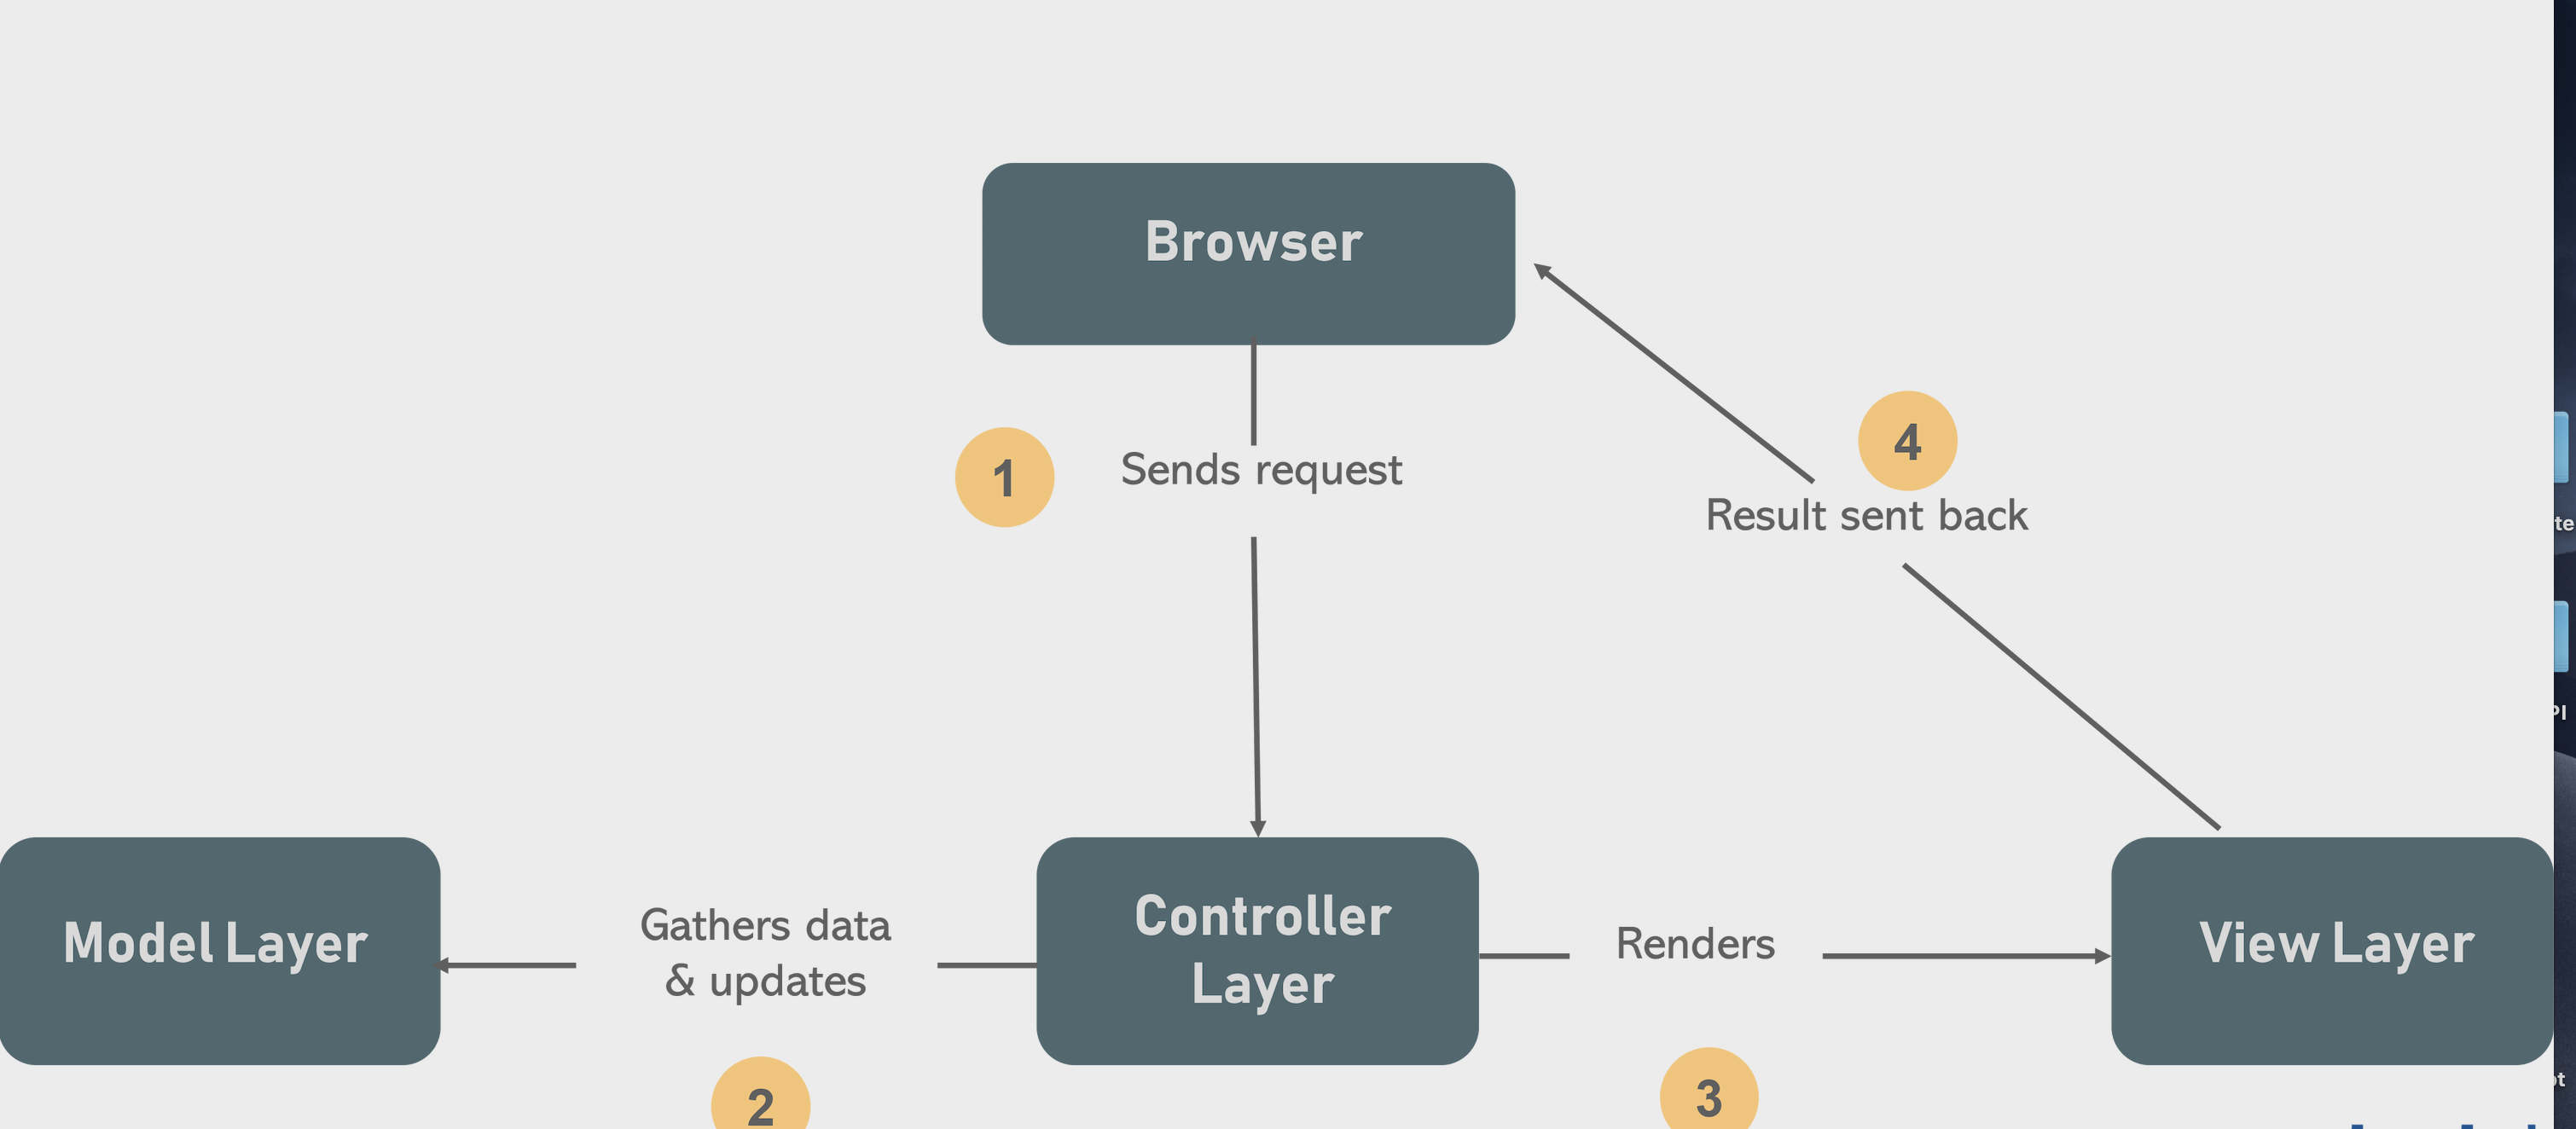 Browser
1
Sends request
4
Result sent back
Model Layer
Gathers data
& updates
2
Controller
Layer
Renders
3
View Layer